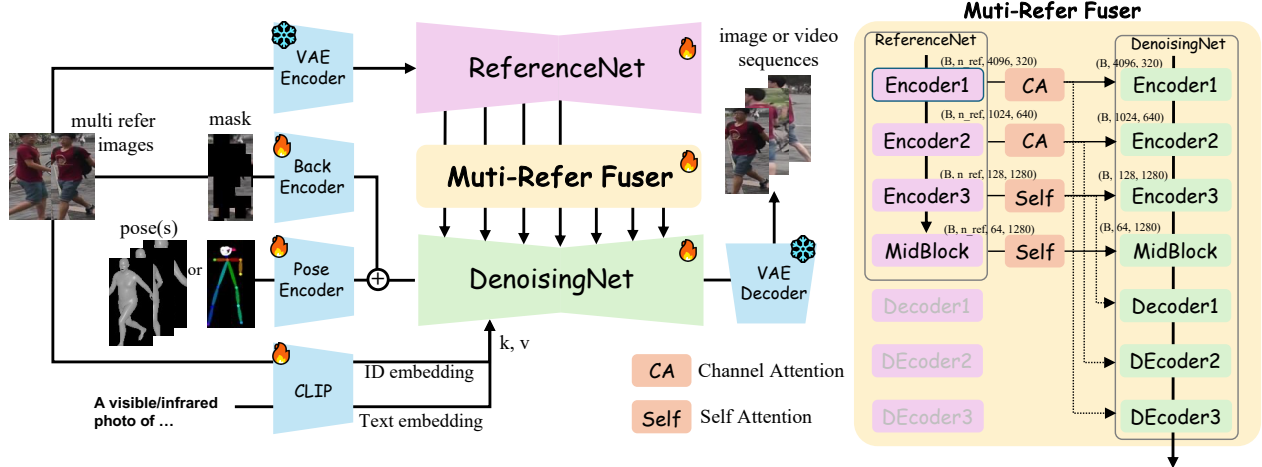 VAE
Encoder
ReferenceNet
image or video
sequences
multi refer
images
mask
Back
Encoder
Muti-Refer Fuser
pose(s)
or
Pose
Encoder
DenoisingNet
VAE
Decoder
k, v
CLIP
ID embedding
Text embedding
A visible/infrared
photo of ...
CA
Channel Attention
Self
Self Attention
Muti-Refer Fuser
ReferenceNet
DenoisingNet
(B, n_ref, 4096, 320)
(B, 4096, 320)
Encoder1
CA
Encoder1
(B, n_ref, 1024, 640)
(B, 1024, 640)
Encoder2
CA
Encoder2
(B, n_ref, 128, 1280)
(B, 128, 1280)
Encoder3
Self
Encoder3
(B, n_ref, 64, 1280)
(B, 64, 1280)
MidBlock
Self
MidBlock
Decoder1
Decoder1
DEcoder2
DEcoder2
DEcoder3
DEcoder3